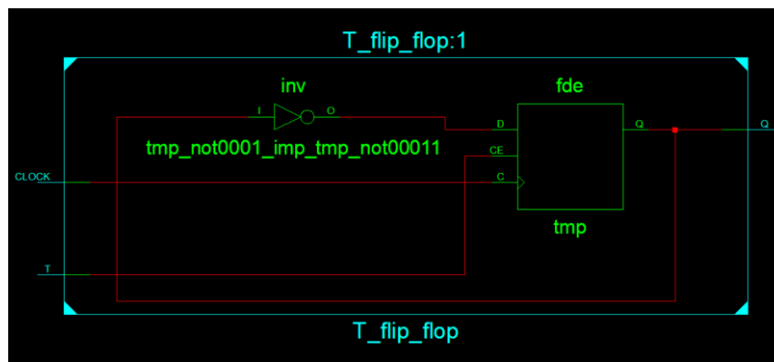 T_flip_flop:1
inv
fde
I
O
D
Q
Q
tmp_not0001_imp_tmp_not00011
CE
CLOCK
C
tmp
T
T_flip_flop